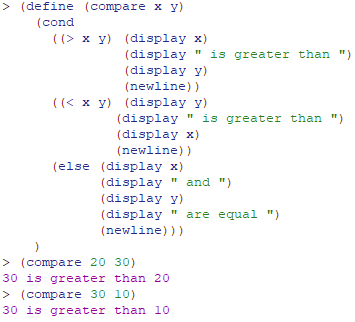 > (define (compare x y)
    (cond
      ((> x y) (display x)
               (display " is greater than ")
               (display y)
               (newline))
      ((< x y) (display y)
              (display " is greater than ")
              (display x)
              (newline))
      (else (display x)
            (display " and ")
            (display y)
            (display " are equal ")
            (newline)))
    )
> (compare 20 30)
30 is greater than 20
> (compare 30 10)
30 is greater than 10